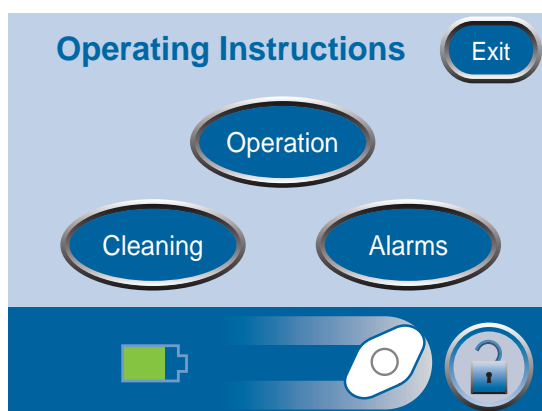 Operating Instructions
Exit
Operation
Cleaning
Alarms